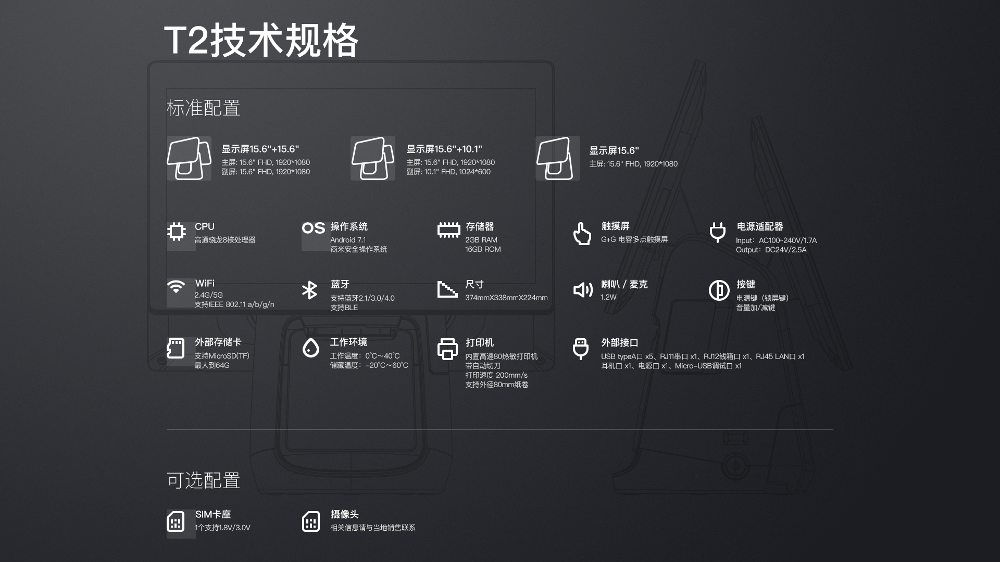 T2技术规格
标准配置
显示屏15.6"+15.6"
主屏: 15.6" FHD, 1920*1080
副屏: 15.6" FHD, 1920*1080
显示屏15.6"+10.1"
主屏: 15.6" FHD, 1920*1080
副屏: 10.1" FHD, 1024*600
显示屏15.6"
主屏: 15.6" FHD, 1920*1080
CPU
高通骁龙8核处理器
OS
操作系统
Android 7.1
商米安全操作系统
存储器
2GB RAM
16GB ROM
触摸屏
G+G 电容多点触摸屏
电源适配器
Input： AC100~240V/1.7A
Output： DC24V/2.5A
WiFi
2.4G/5G
支持IEEE 802.11 a/b/g/n
蓝牙
支持蓝牙2.1/3.0/4.0
支持BLE
尺寸
374mmX338mmX224mm
喇叭 / 麦克
1.2W
按键
电源键（锁屏键）
音量加/减键
外部存储卡
支持MicroSD(TF)
最大到64G
工作环境
工作温度： 0℃～40℃
储藏温度： -20℃～60℃
打印机
内置高速80热敏打印机
带自动切刀
打印速度 200mm/s
支持外径80mm纸卷
外部接口
USB typeA口 x5、RJ11串口 x1、RJ12钱箱口 x1、RJ45 LAN口 x1
耳机口 x1、电源口 x1、Micro-USB调试口 x1
可选配置
SIM卡座
1个支持1.8V/3.0V
摄像头
相关信息请与当地销售联系